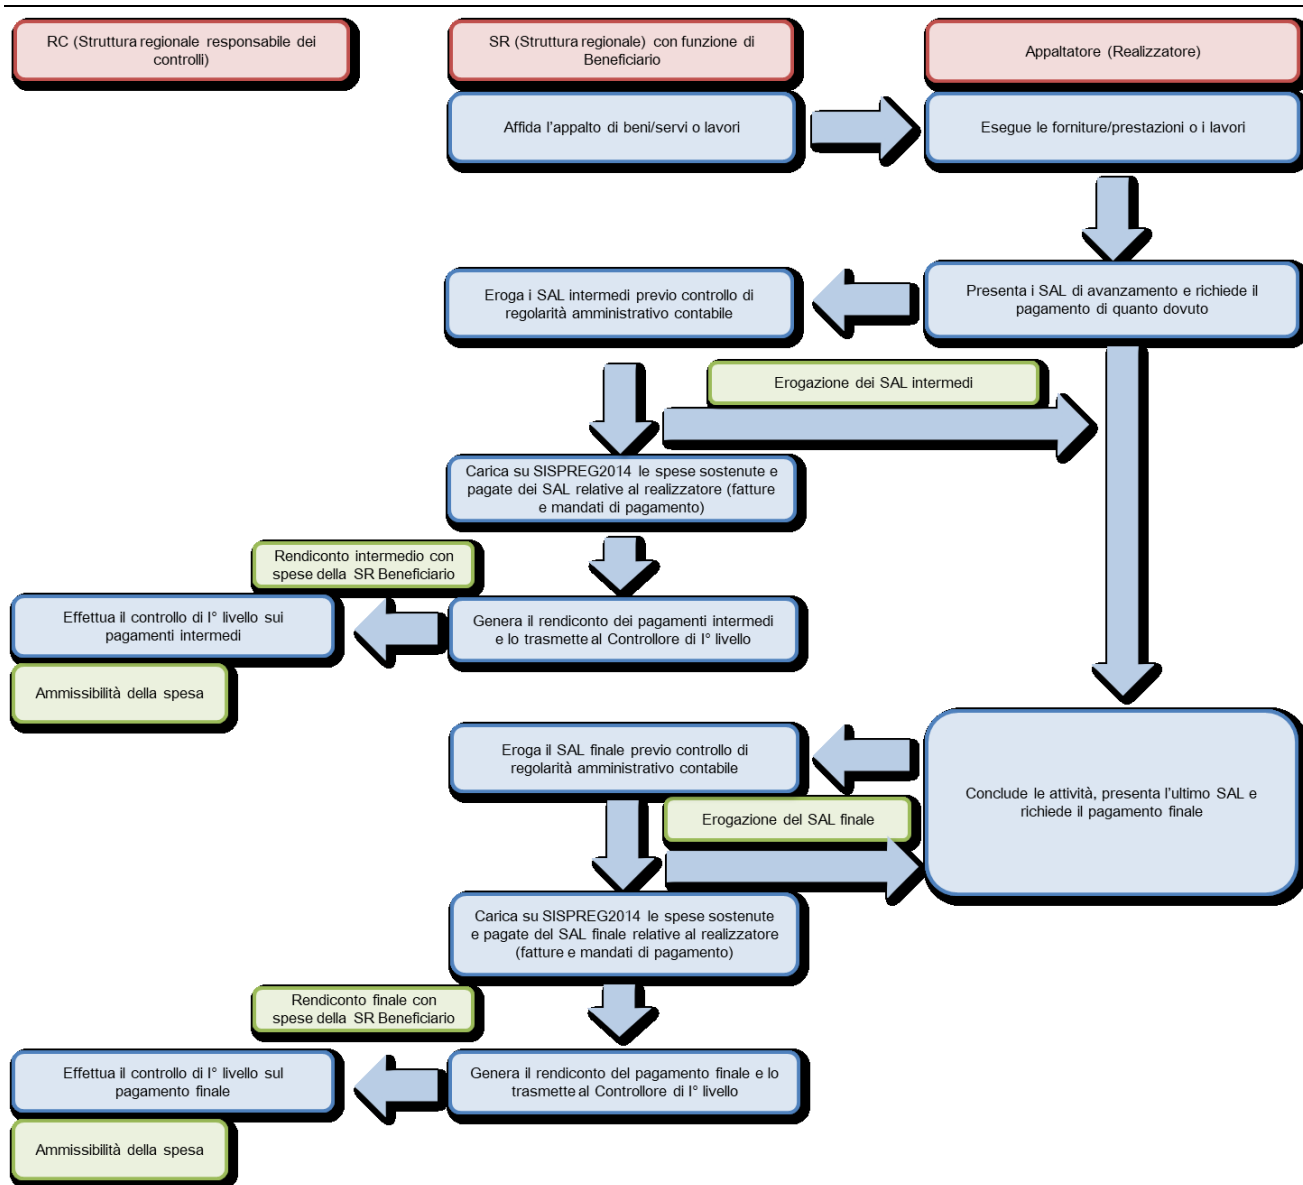 RC (Struttura regionale responsabile dei
controlli)
SR (Struttura regionale) con funzione di
Beneficiario
Appaltatore (Realizzatore)
Affida l'appalto di beni/servi o lavori
Esegue le forniture/prestazioni o i lavori
Eroga i SAL intermedi previo controllo di
regolarità amministrativo contabile
Presenta i SAL di avanzamento e richiede il
pagamento di quanto dovuto
Erogazione dei SAL intermedi
Carica su SISPREG2014 le spese sostenute e
pagate dei SAL relative al realizzatore (fatture
e mandati di pagamento)
Rendiconto intermedio con
spese della SR Beneficiario
Effettua il controllo di I° livello sui
pagamenti intermedi
Genera il rendiconto dei pagamenti intermedi
e lo trasmette al Controllore di I° livello
Ammissibilità della spesa
Eroga il SAL finale previo controllo di
regolarità amministrativo contabile
Conclude le attività, presenta l'ultimo SAL e
richiede il pagamento finale
Erogazione del SAL finale
Carica su SISPREG2014 le spese sostenute
e pagate del SAL finale relative al realizzatore
(fatture e mandati di pagamento)
Rendiconto finale con
spese della SR Beneficiario
Effettua il controllo di I° livello sul
pagamento finale
Genera il rendiconto del pagamento finale e lo
trasmette al Controllore di I° livello
Ammissibilità della spesa